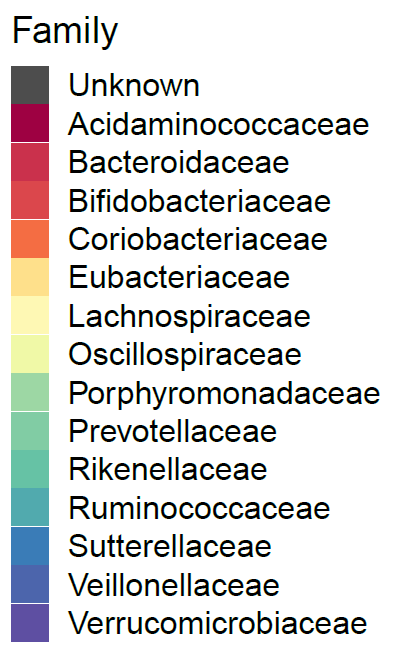 Family
Unknown
Acidaminococcaceae
Bacteroidaceae
Bifidobacteriaceae
Coriobacteriaceae
Eubacteriaceae
Lachnospiraceae
Oscillospiraceae
Porphyromonadaceae
Prevotellaceae
Rikenellaceae
Ruminococcaceae
Sutterellaceae
Veillonellaceae
Verrucomicrobiaceae